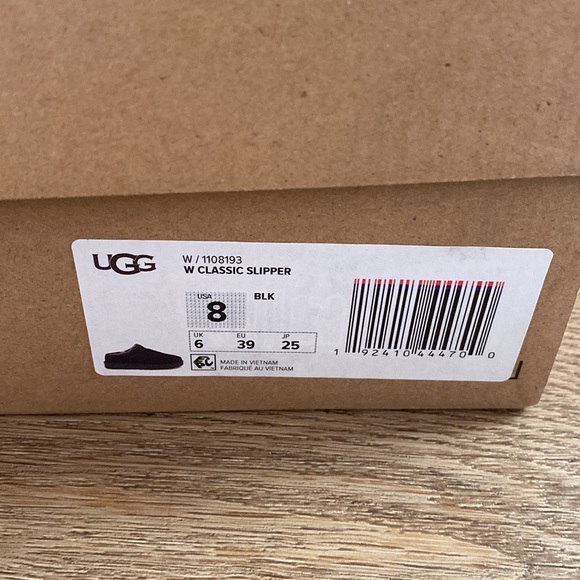 UGG
W / 1108193
W CLASSIC SLIPPER
USA
8
BLK
UK EU JP
6 39 25
MADE IN VIETNAM
FABRIQUÉ AU VIETNAM
1 92410 44470 0